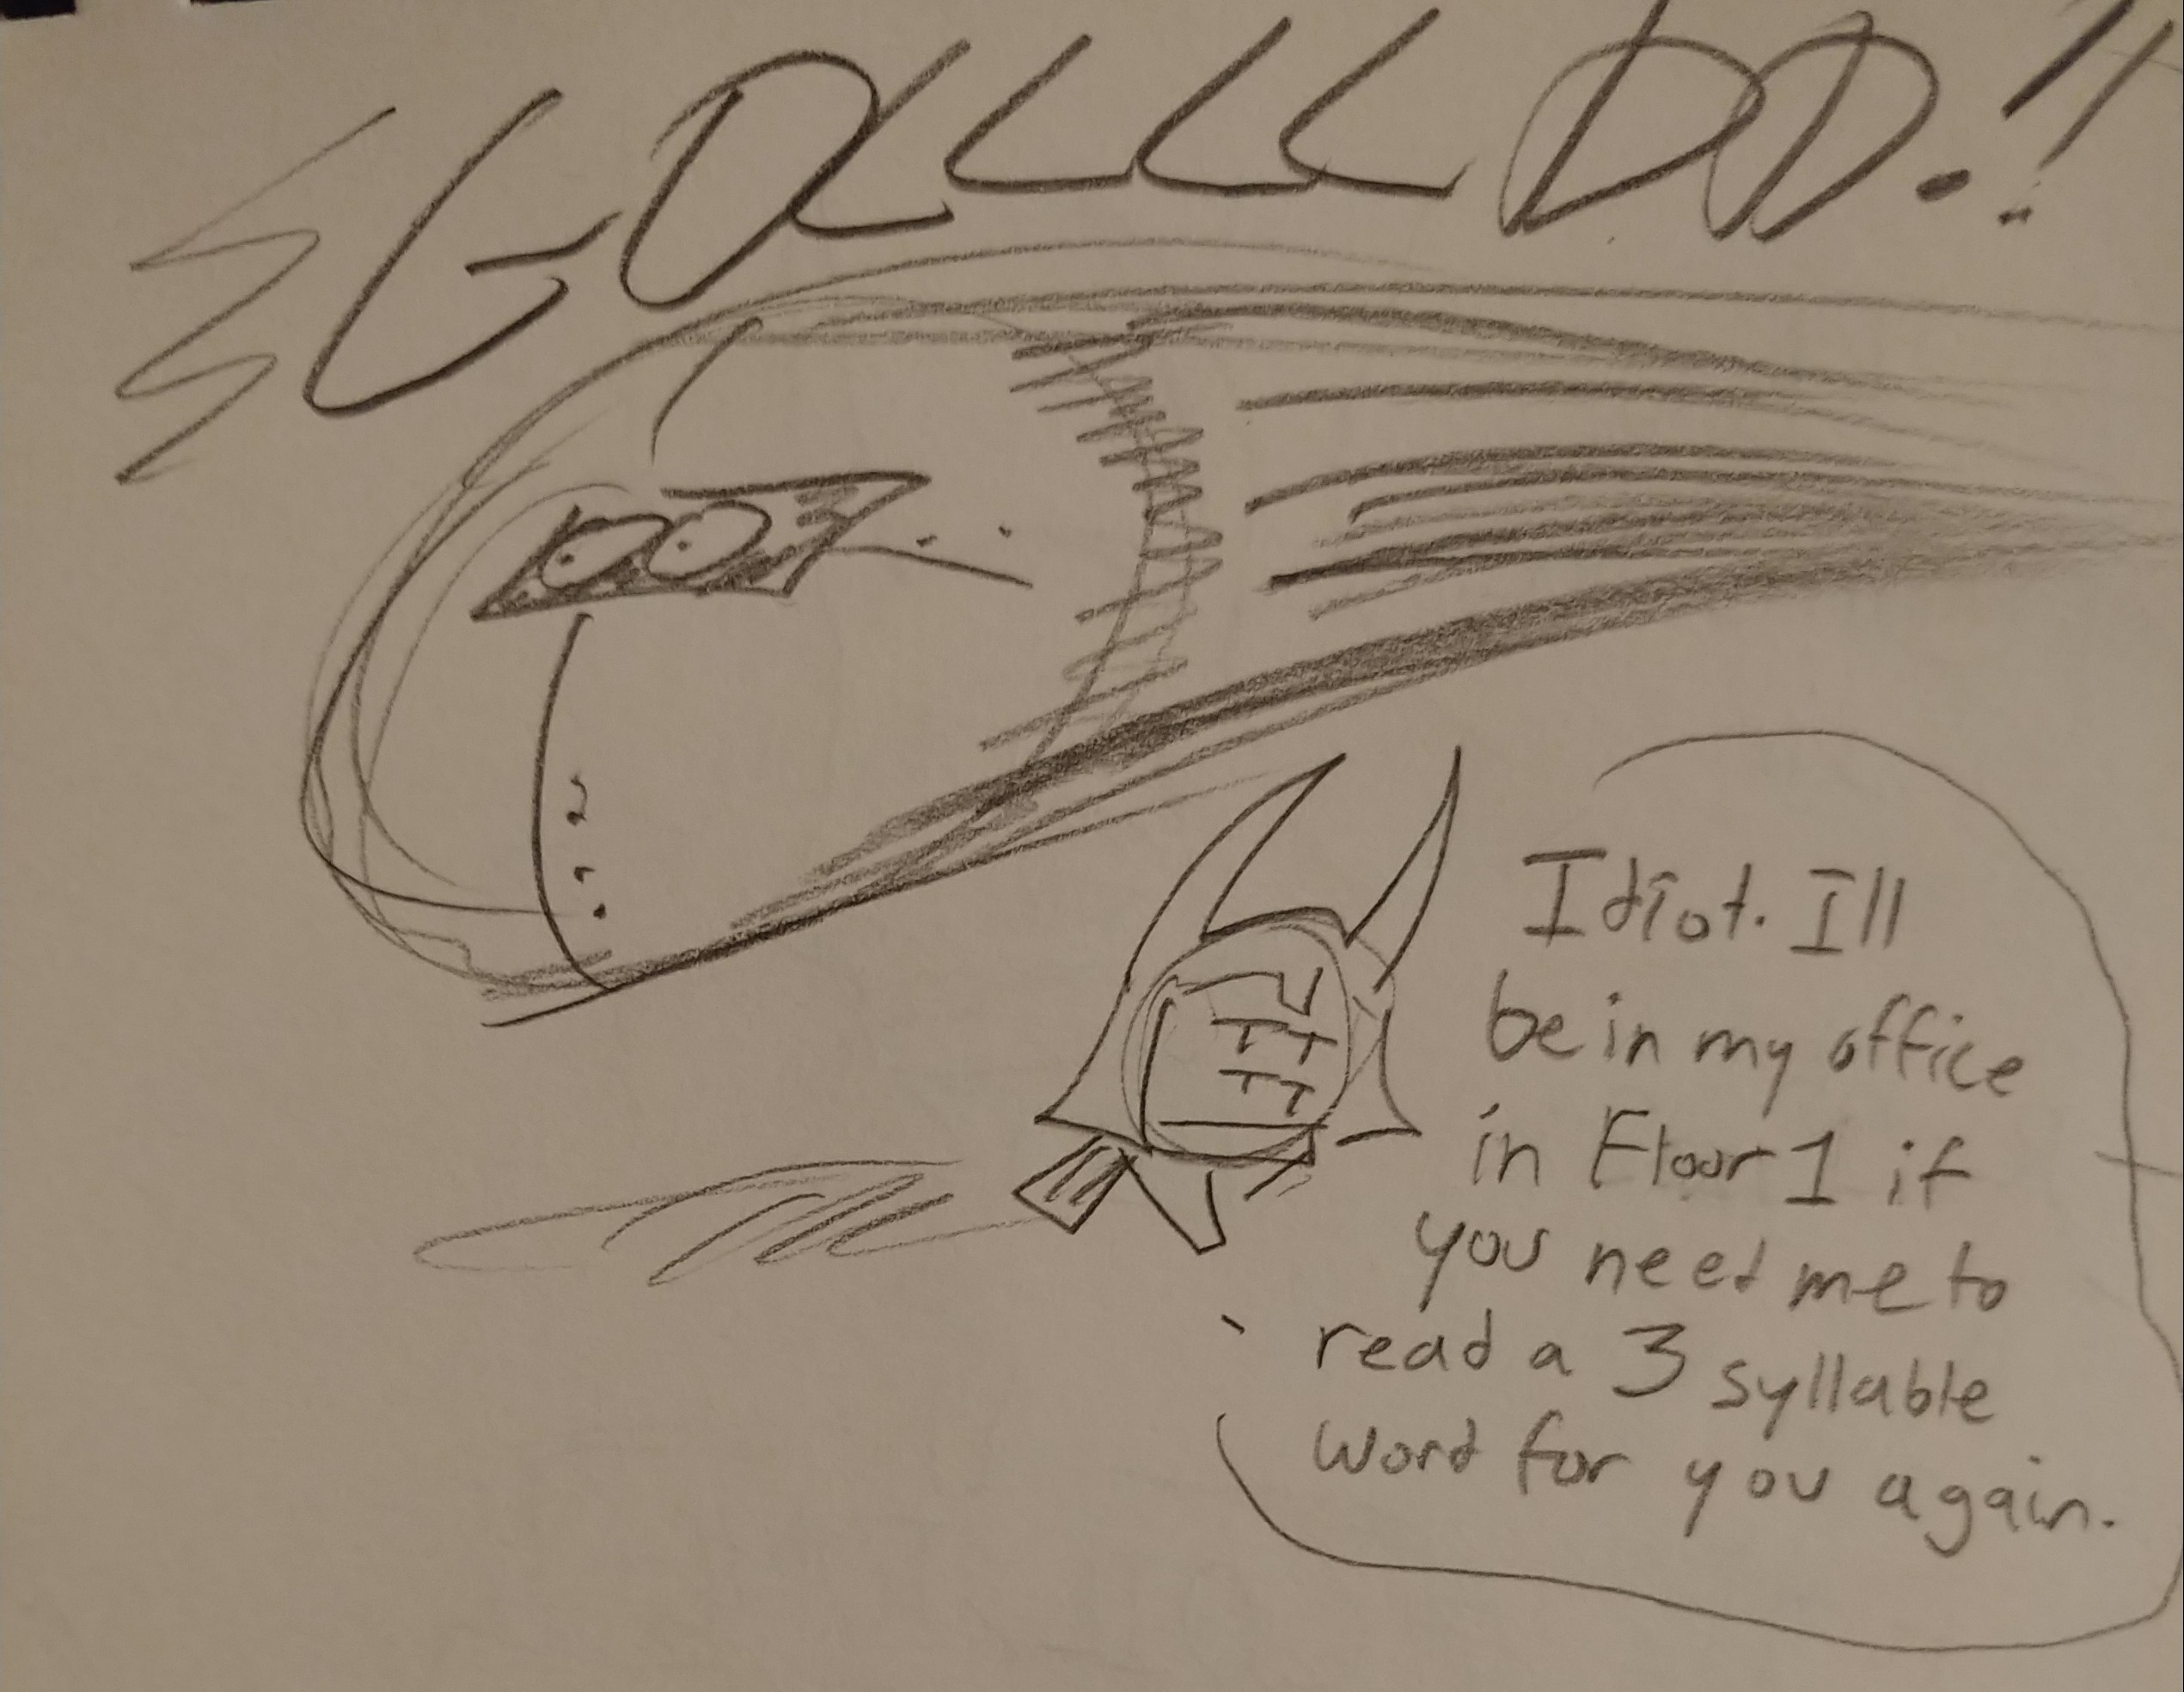 GOLLLLDD.!!
Idiot. Ill
be in my office
in Floor 1 if
you need me to
read a 3 syllable
word for you again.